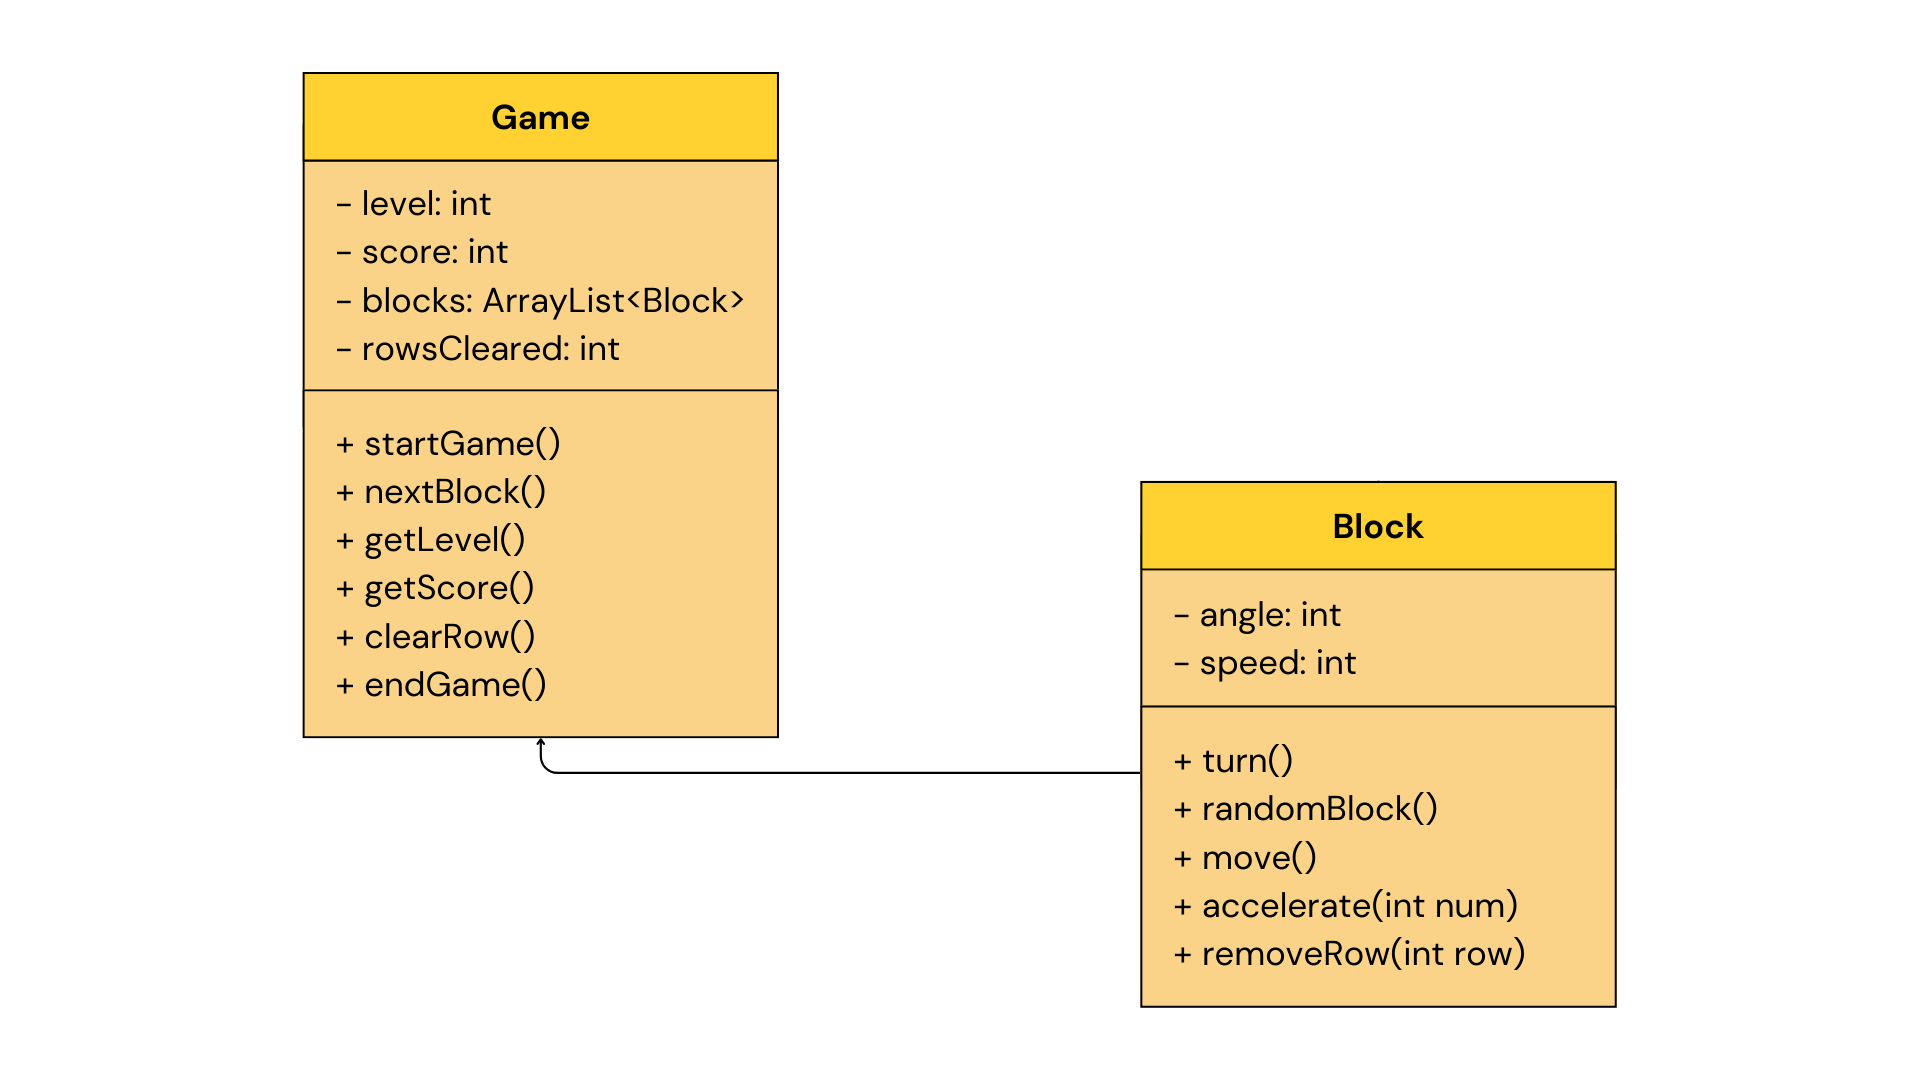 Game
- level: int
- score: int
- blocks: ArrayList<Block>
- rowsCleared: int
+ startGame()
+ nextBlock()
+ getLevel()
+ getScore()
+ clearRow()
+ endGame()
Block
- angle: int
- speed: int
+ turn()
+ randomBlock()
+ move()
+ accelerate(int num)
+ removeRow(int row)